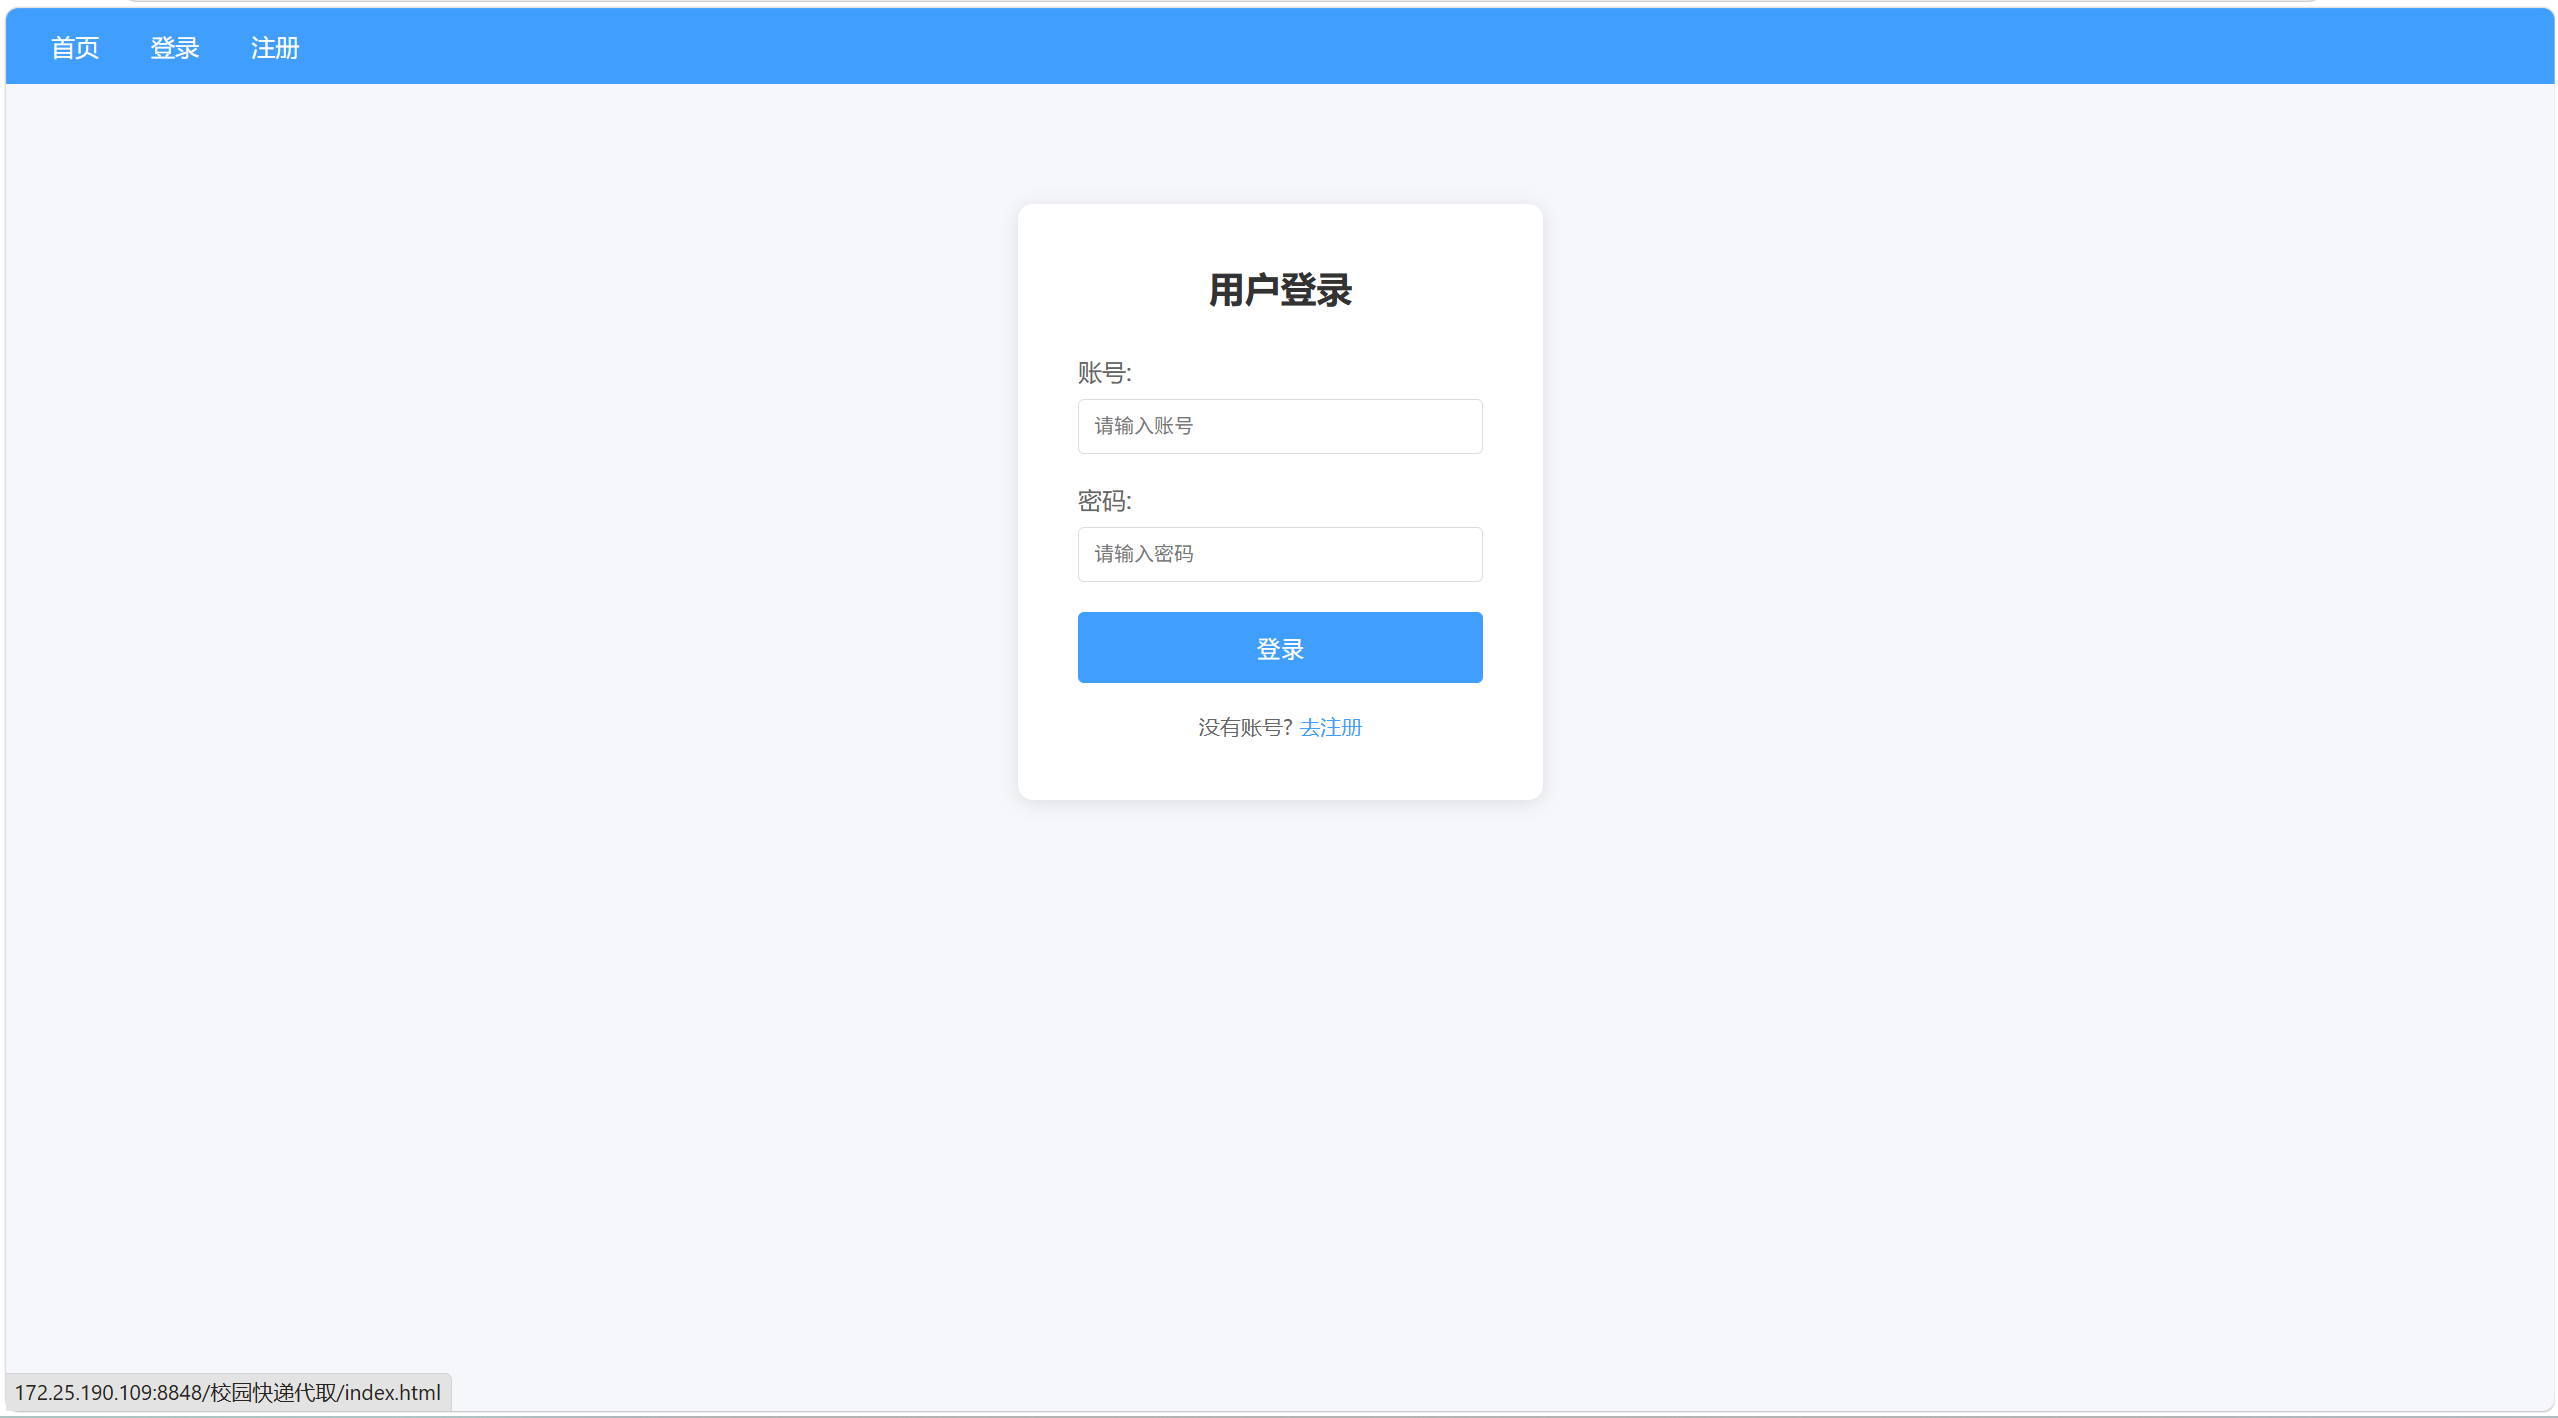 首页 登录 注册
用户登录
账号:
请输入账号
密码:
请输入密码
登录
没有账号? 去注册
172.25.190.109:8848/校园快递代取/index.html